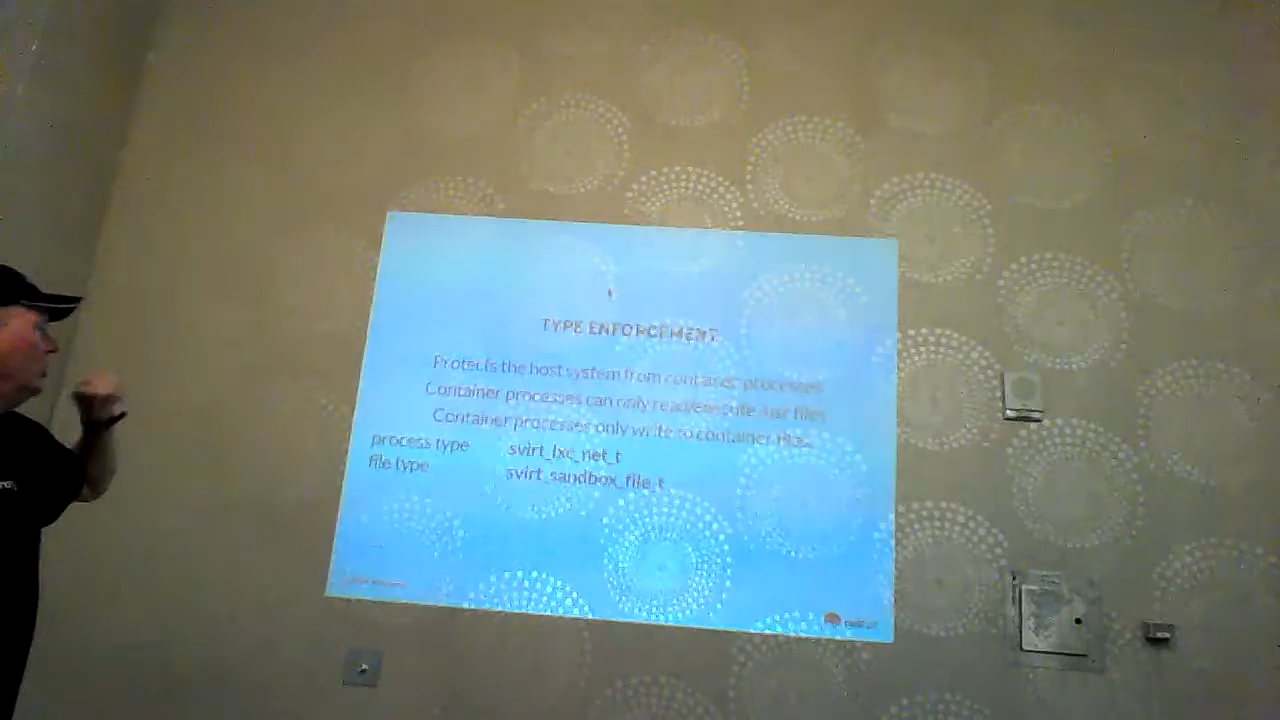 TYPE ENFORCEMENT
Protects the host system from container processes
Container processes can only read/execute /usr files
Container processes only write to container files
process type svirt_lxc_net_t
file type svirt_sandbox_file_t